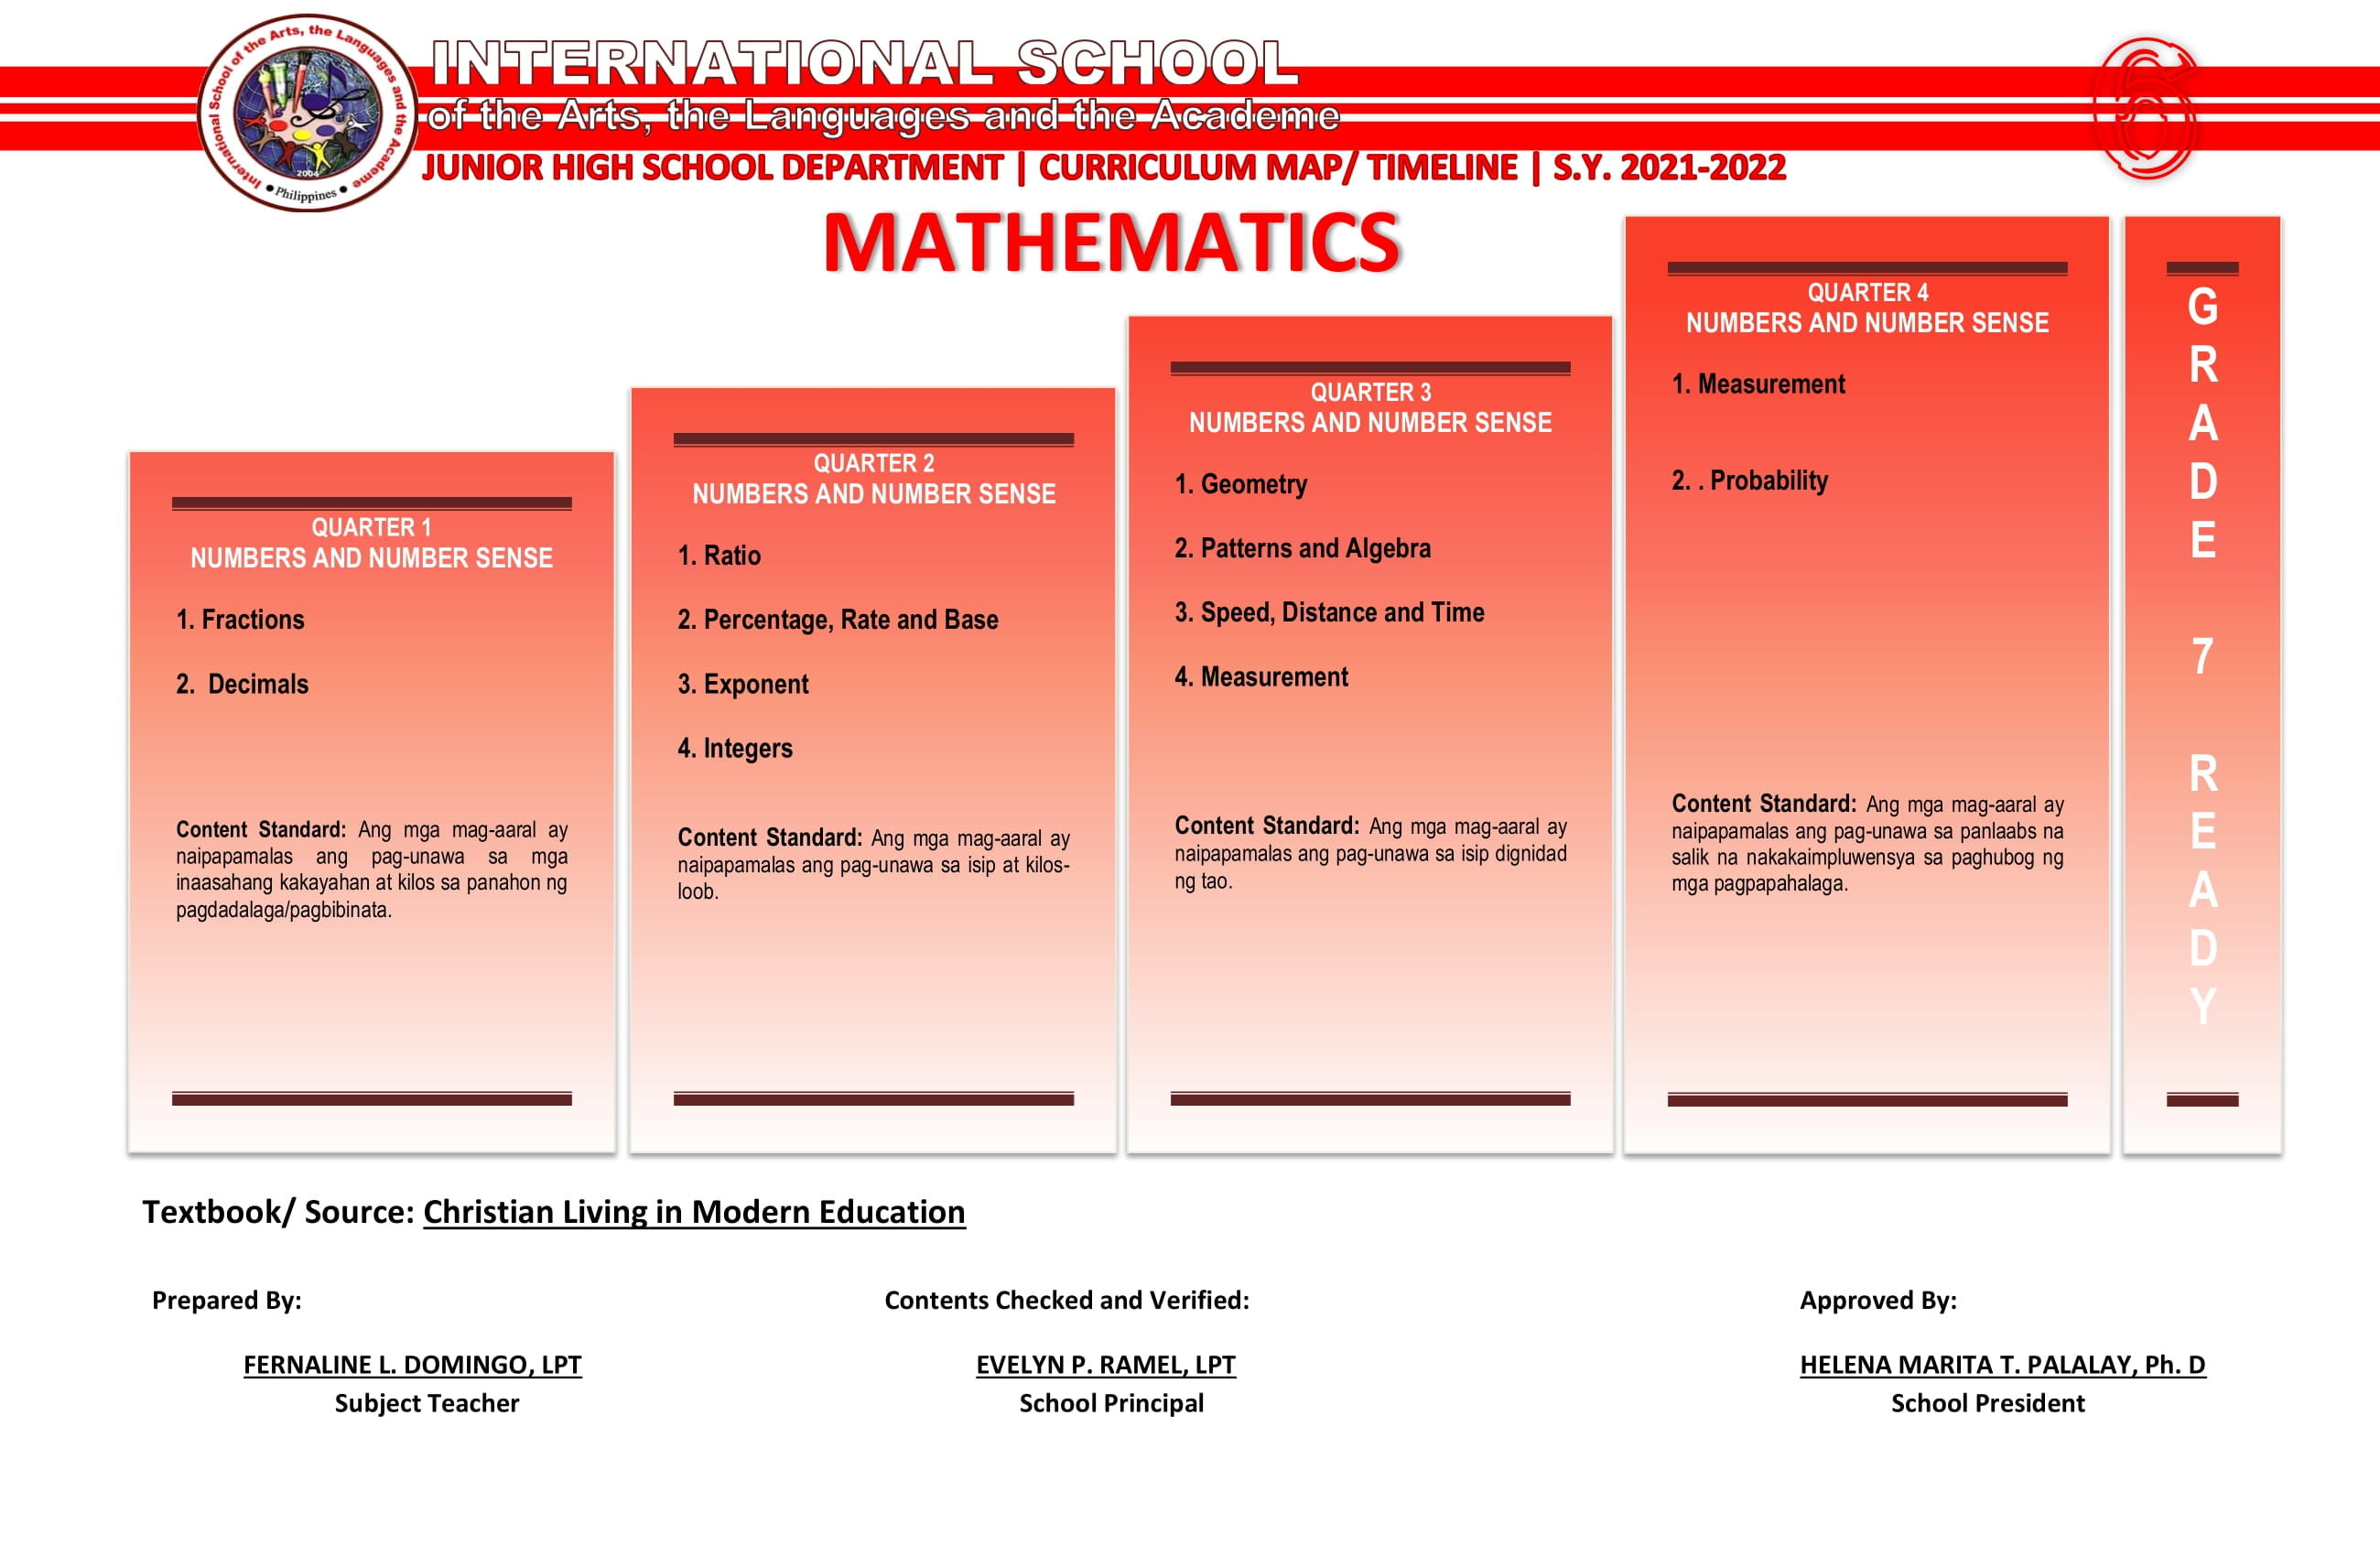 International School of the Arts, the Languages and the Academe
2004
• Philippines •
INTERNATIONAL SCHOOL
of the Arts, the Languages and the Academe
JUNIOR HIGH SCHOOL DEPARTMENT | CURRICULUM MAP/ TIMELINE | S.Y. 2021-2022
6
MATHEMATICS
QUARTER 1
NUMBERS AND NUMBER SENSE
1. Fractions
2. Decimals
Content Standard: Ang mga mag-aaral ay
naipapamalas ang pag-unawa sa mga
inaasahang kakayahan at kilos sa panahon ng
pagdadalaga/pagbibinata.
QUARTER 2
NUMBERS AND NUMBER SENSE
1. Ratio
2. Percentage, Rate and Base
3. Exponent
4. Integers
Content Standard: Ang mga mag-aaral ay
naipapamalas ang pag-unawa sa isip at kilos-
loob.
QUARTER 3
NUMBERS AND NUMBER SENSE
1. Geometry
2. Patterns and Algebra
3. Speed, Distance and Time
4. Measurement
Content Standard: Ang mga mag-aaral ay
naipapamalas ang pag-unawa sa isip dignidad
ng tao.
QUARTER 4
NUMBERS AND NUMBER SENSE
1. Measurement
2. . Probability
Content Standard: Ang mga mag-aaral ay
naipapamalas ang pag-unawa sa panlaabs na
salik na nakakaimpluwensya sa paghubog ng
mga pagpapahalaga.
G
R
A
D
E
7
R
E
A
D
Y
Textbook/ Source: Christian Living in Modern Education
Prepared By:
FERNALINE L. DOMINGO, LPT
Subject Teacher
Contents Checked and Verified:
EVELYN P. RAMEL, LPT
School Principal
Approved By:
HELENA MARITA T. PALALAY, Ph. D
School President